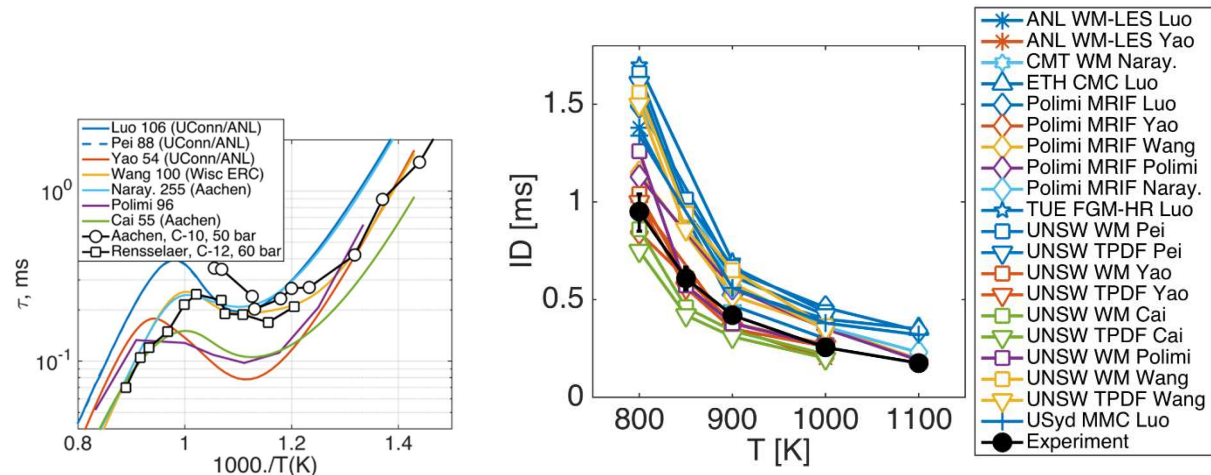 Luo 106 (UConn/ANL)
Pei 88 (UConn/ANL)
Yao 54 (UConn/ANL)
Wang 100 (Wisc ERC)
Naray. 255 (Aachen)
Polimi 96
Cai 55 (Aachen)
Aachen, C-10, 50 bar
Rensselaer, C-12, 60 bar
τ, ms
10^0
10^-1
0.8 1 1.2 1.4
1000./T(K)
ID [ms]
1.5
1
0.5
0
800 900 1000 1100
T [K]
ANL WM-LES Luo
ANL WM-LES Yao
CMT WM Naray.
ETH CMC Luo
Polimi MRIF Luo
Polimi MRIF Yao
Polimi MRIF Wang
Polimi MRIF Polimi
Polimi MRIF Naray.
TUE FGM-HR Luo
UNSW WM Pei
UNSW TPDF Pei
UNSW WM Yao
UNSW TPDF Yao
UNSW WM Cai
UNSW TPDF Cai
UNSW WM Polimi
UNSW WM Wang
UNSW TPDF Wang
USyd MMC Luo
Experiment